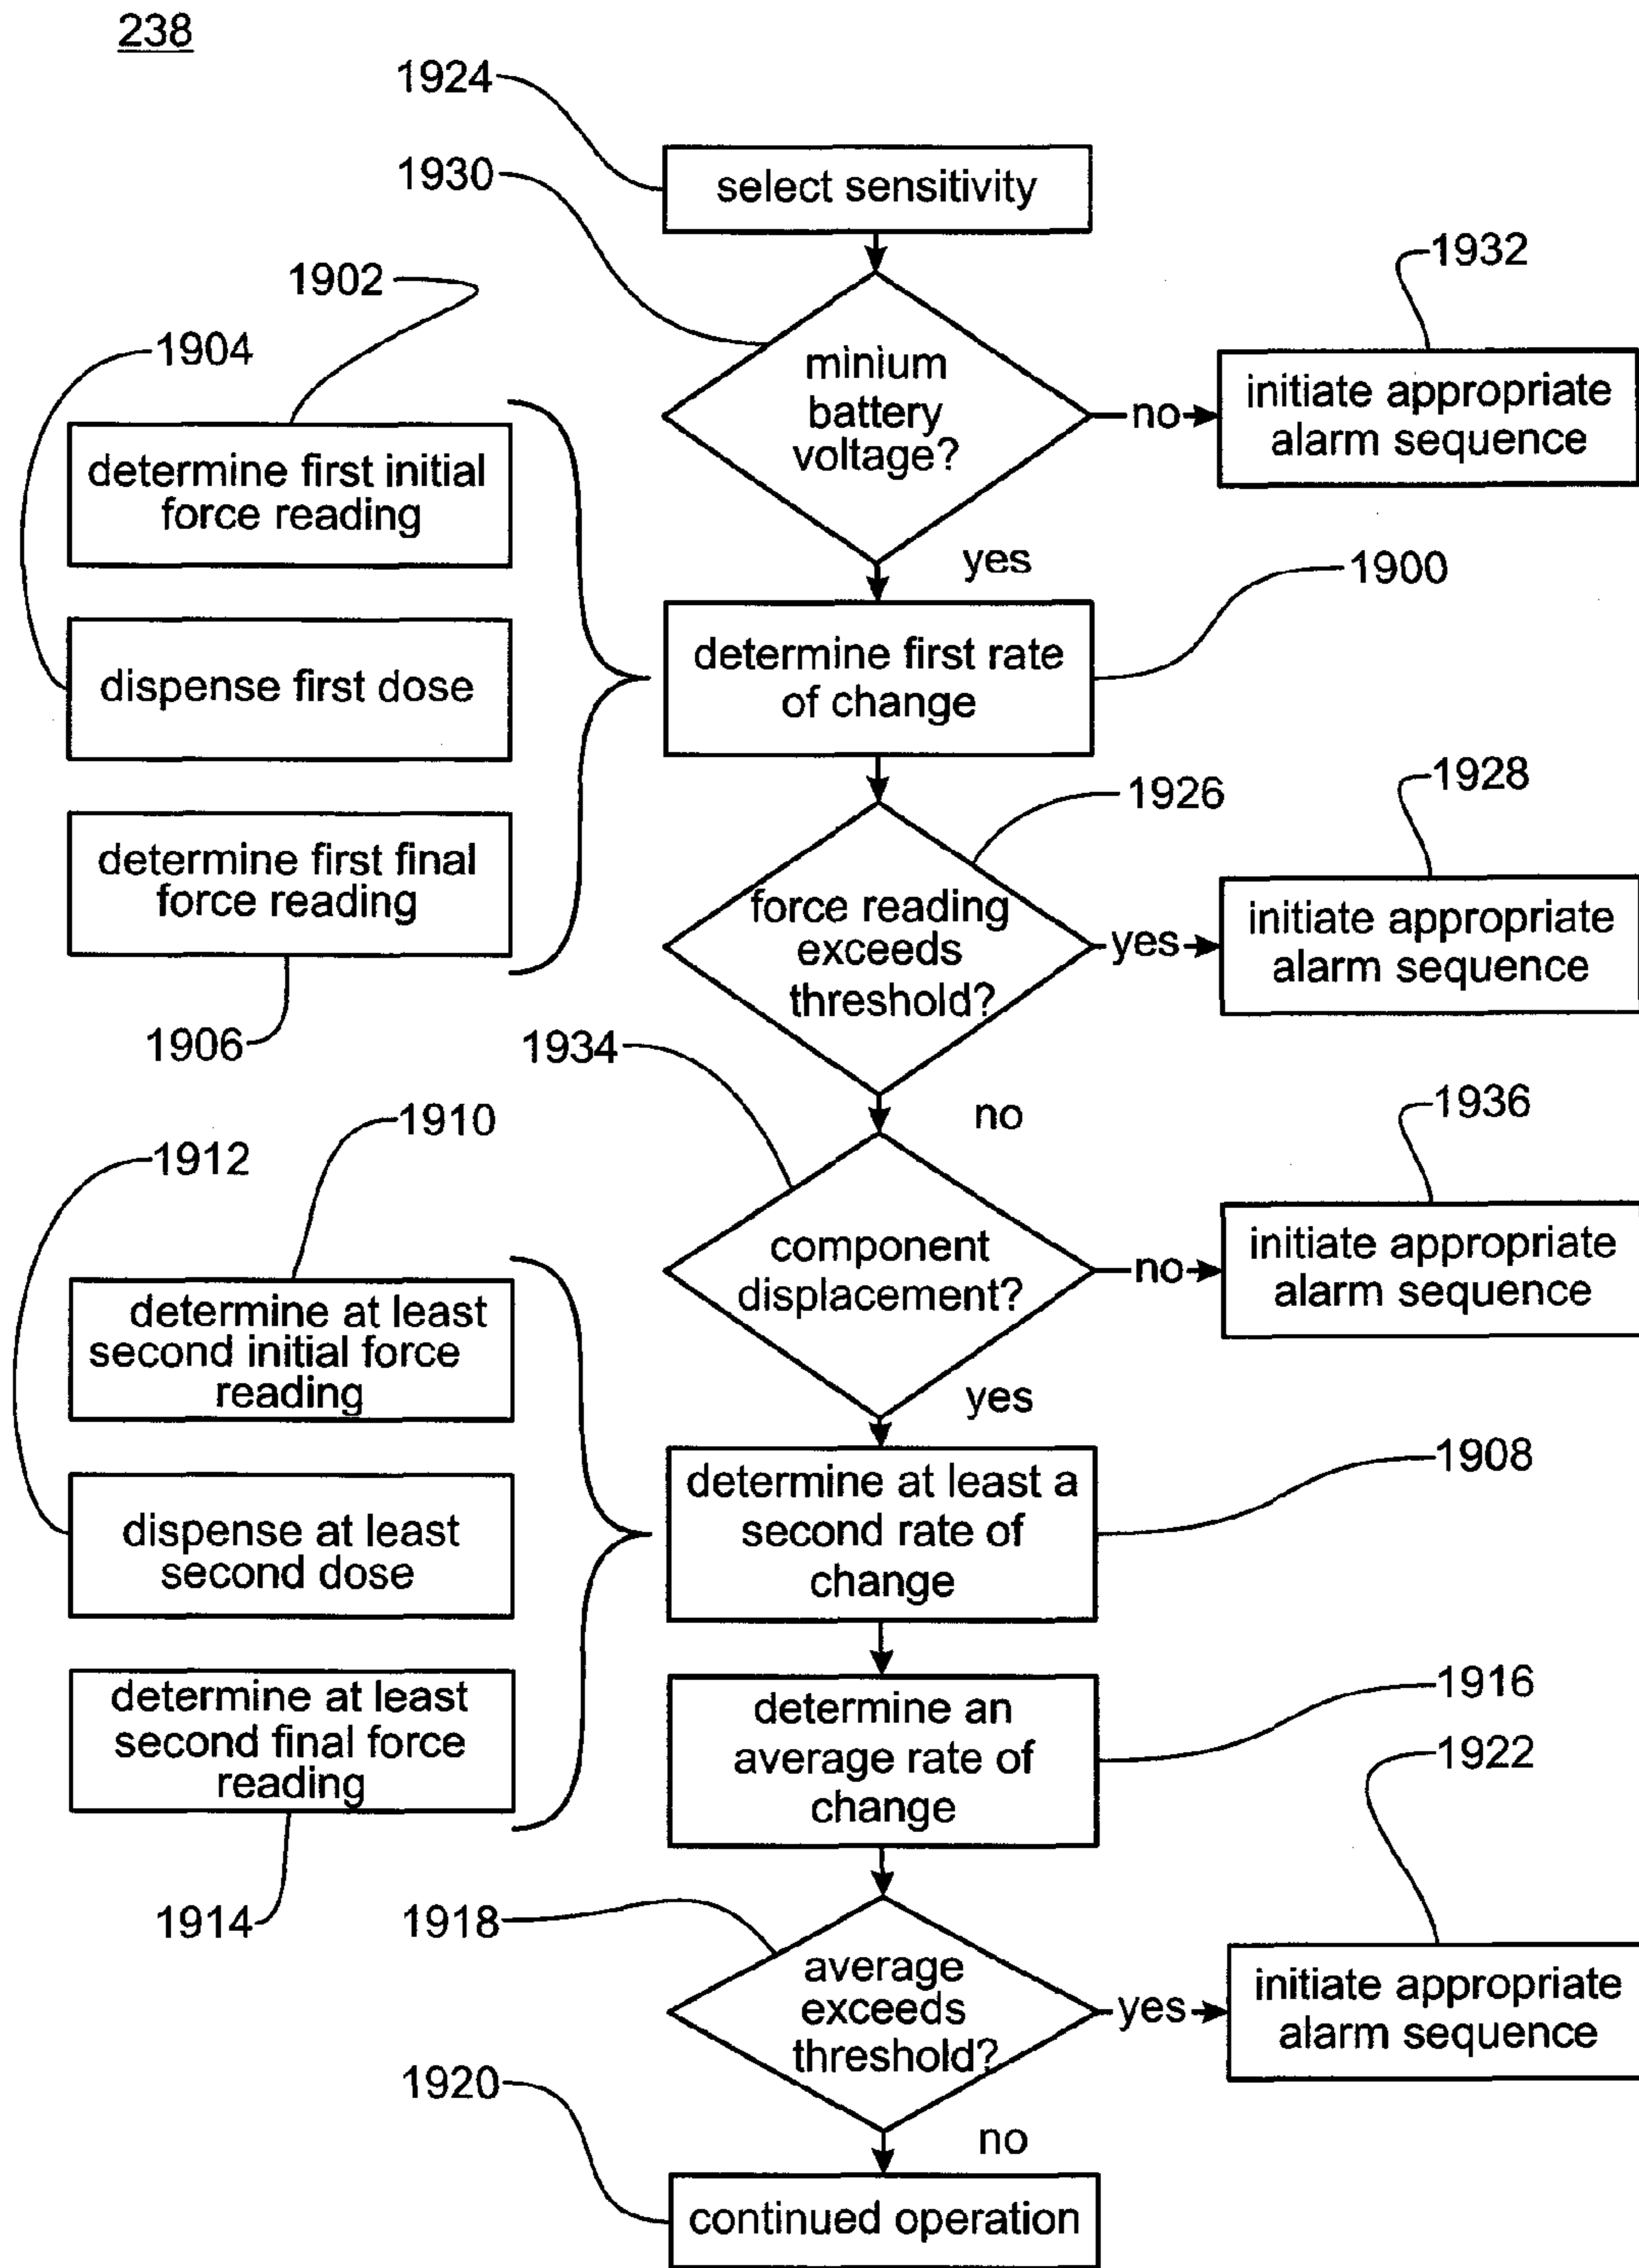 238
1924
select sensitivity
1930
1932
1902
minium
battery
voltage?
no
initiate appropriate
alarm sequence
1904
determine first initial
force reading
yes
1900
dispense first dose
determine first rate
of change
1926
1928
determine first final
force reading
force reading
exceeds
threshold?
yes
initiate appropriate
alarm sequence
1906
1934
no
1936
1910
1912
component
displacement?
no
initiate appropriate
alarm sequence
determine at least
second initial force
reading
yes
1908
dispense at least
second dose
determine at least a
second rate of
change
1916
determine at least
second final force
reading
determine an
average rate of
change
1922
1914
1918
average
exceeds
threshold?
yes
initiate appropriate
alarm sequence
1920
no
continued operation